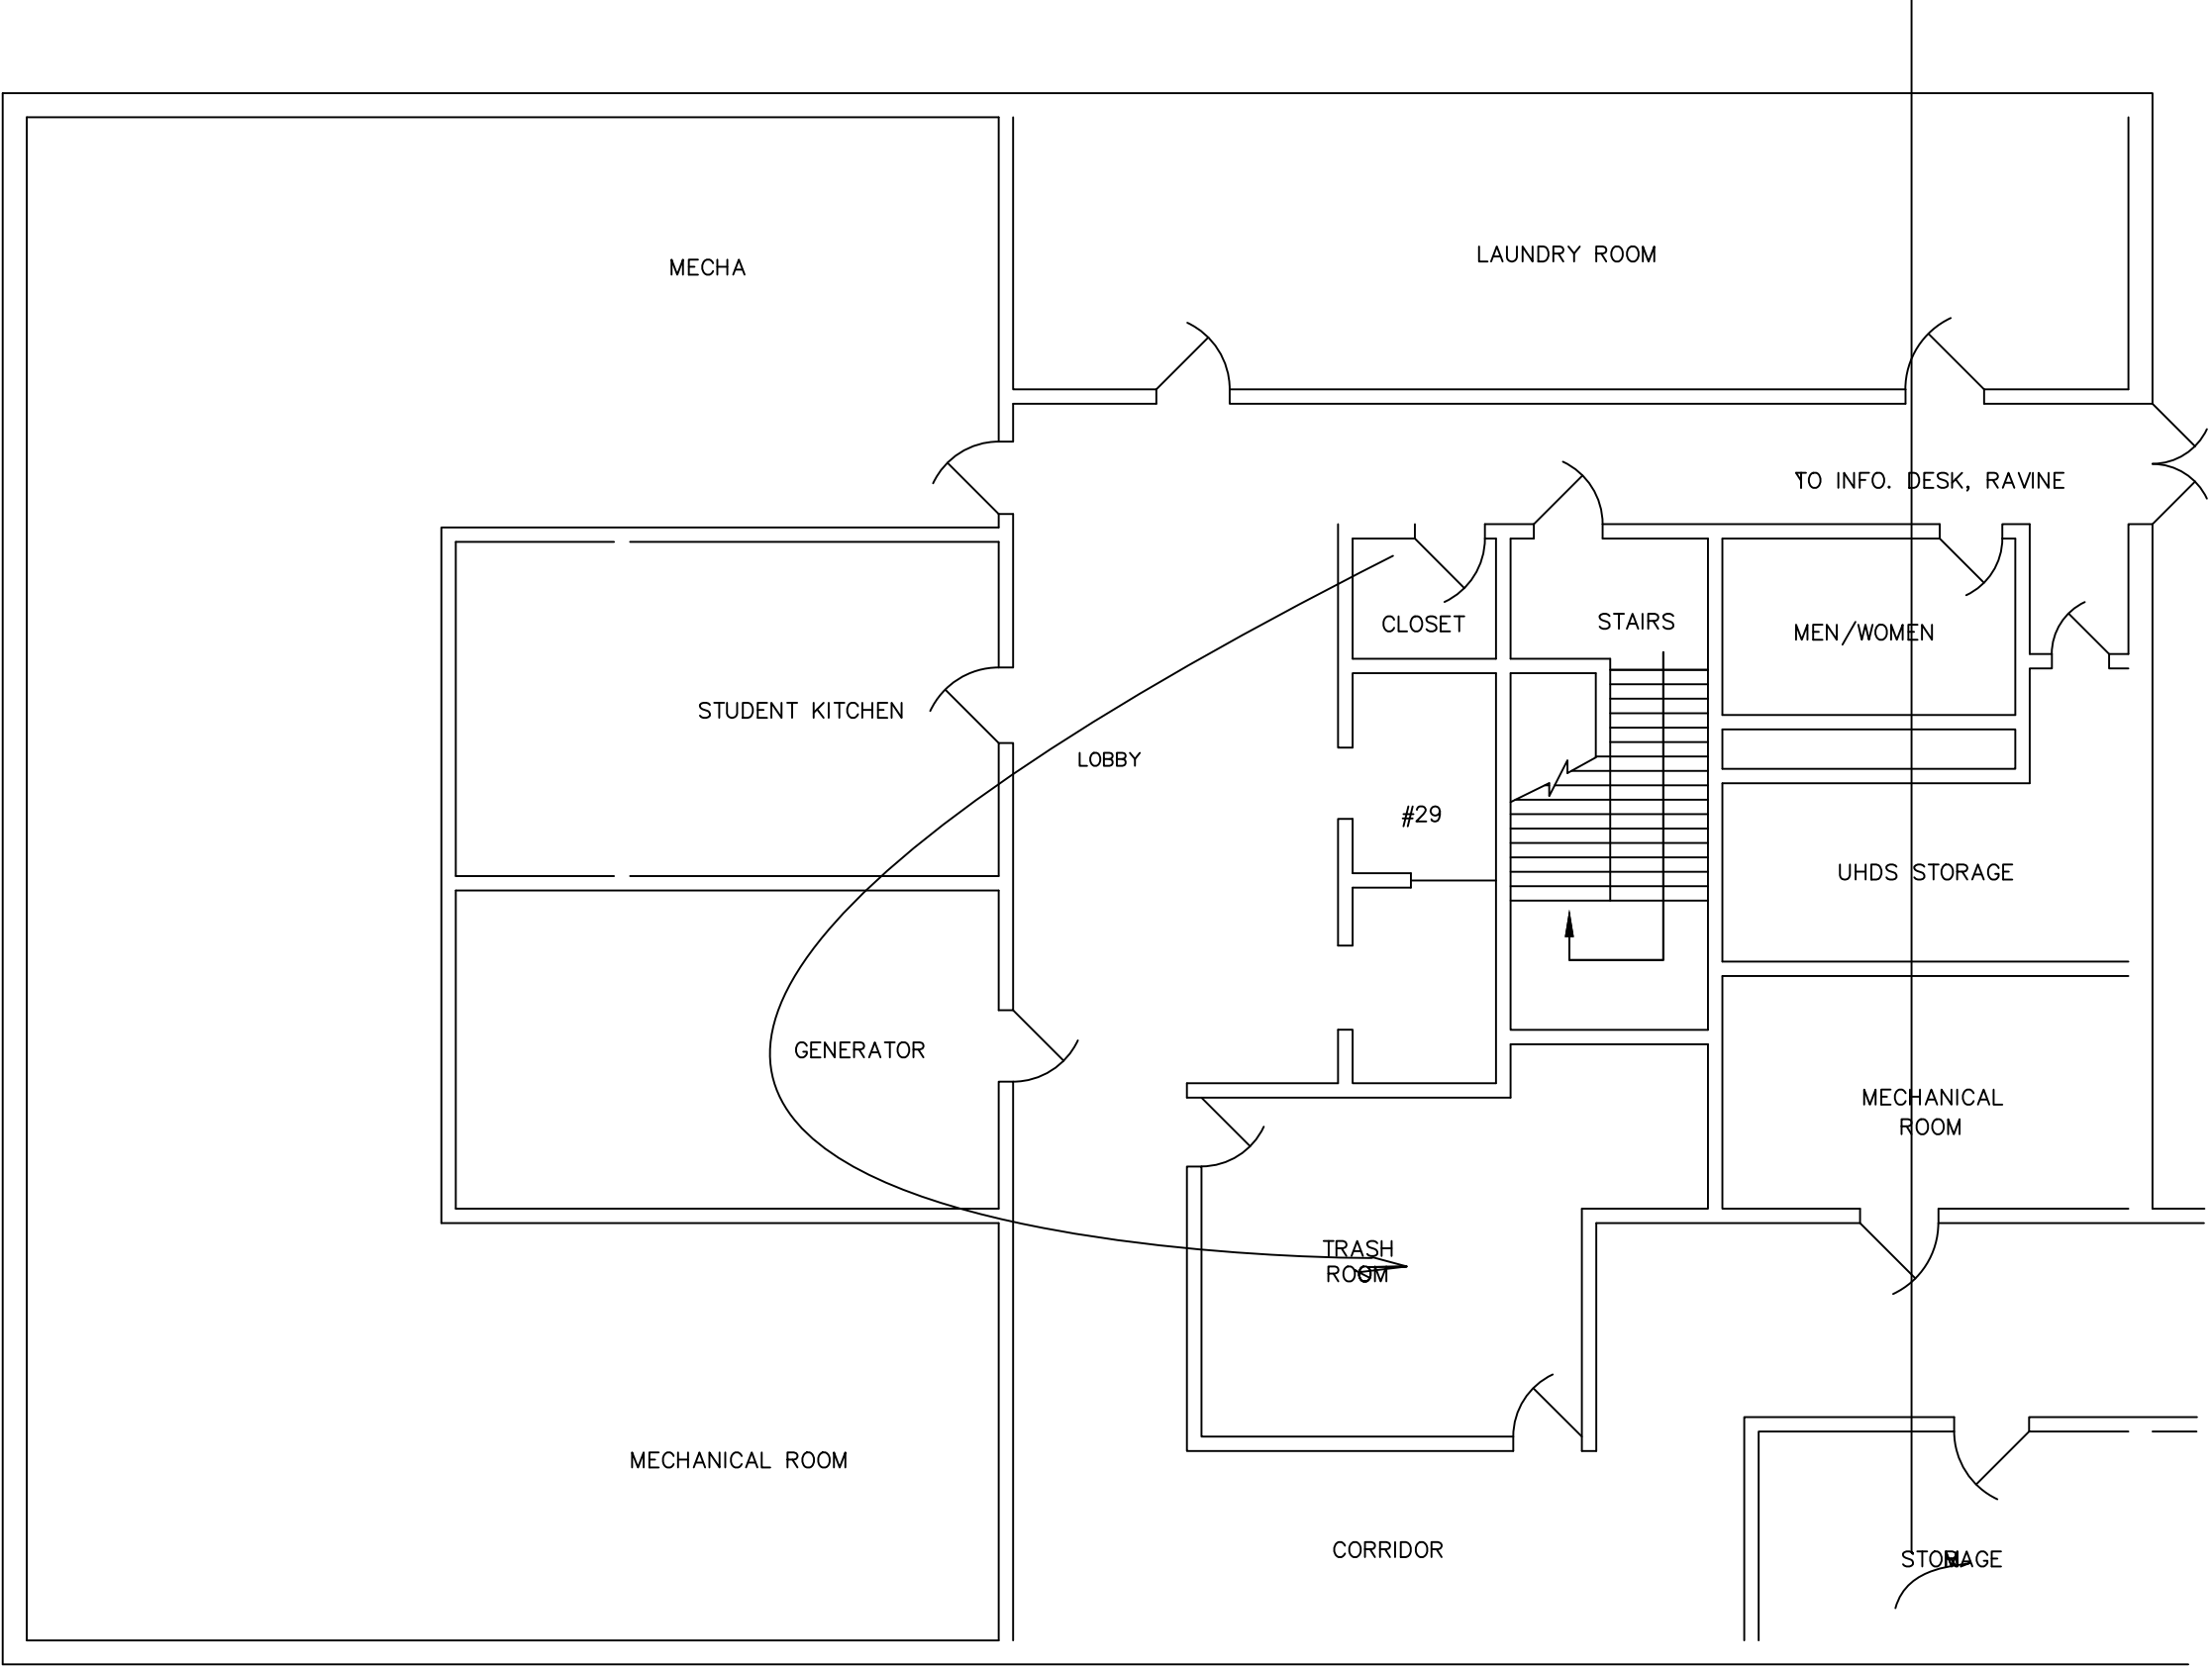 LAUNDRY ROOM
MECHA
TO INFO. DESK, RAVINE
CLOSET
STAIRS
MEN/WOMEN
STUDENT KITCHEN
LOBBY
#29
UHDS STORAGE
GENERATOR
MECHANICAL
ROOM
TRASH
ROOM
MECHANICAL ROOM
CORRIDOR
STORAGE